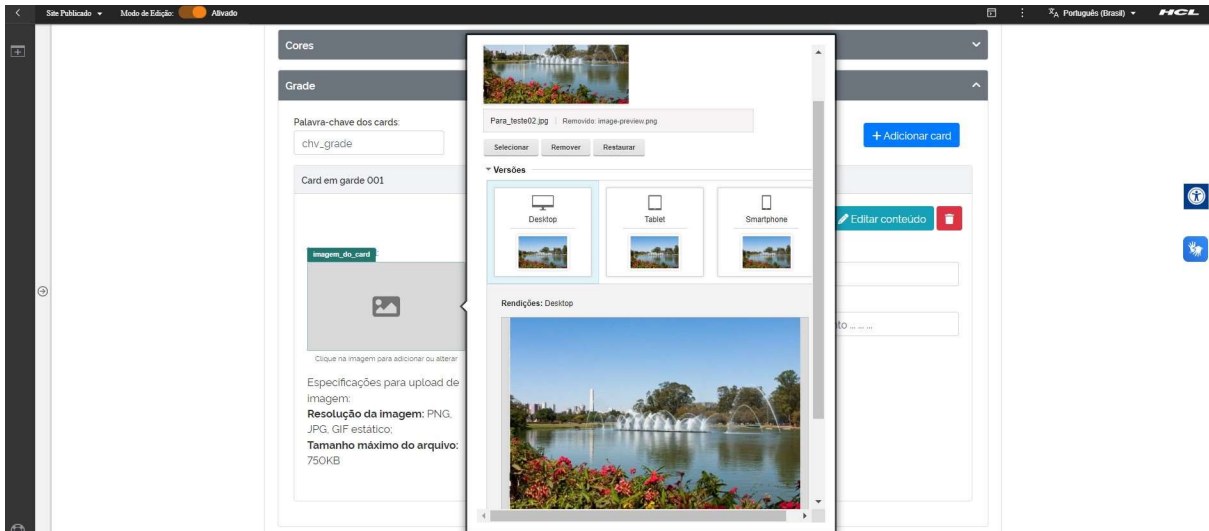 Site Publicado
Modo de Edição:
Ativado
Português (Brasil)
HCL
Cores
Grade
Palavra-chave dos cards:
chv_grade
+ Adicionar card
Card em garde 001
Editar conteúdo
imagem_do_card
Clique na imagem para adicionar ou alterar
Especificações para upload de
imagem:
Resolução da imagem: PNG,
JPG, GIF estático;
Tamanho máximo do arquivo:
750KB
Para_teste02.jpg
Removido: image-preview.png
Selecionar
Remover
Restaurar
Versões
Desktop
Tablet
Smartphone
Rendições: Desktop
to ... ... ...